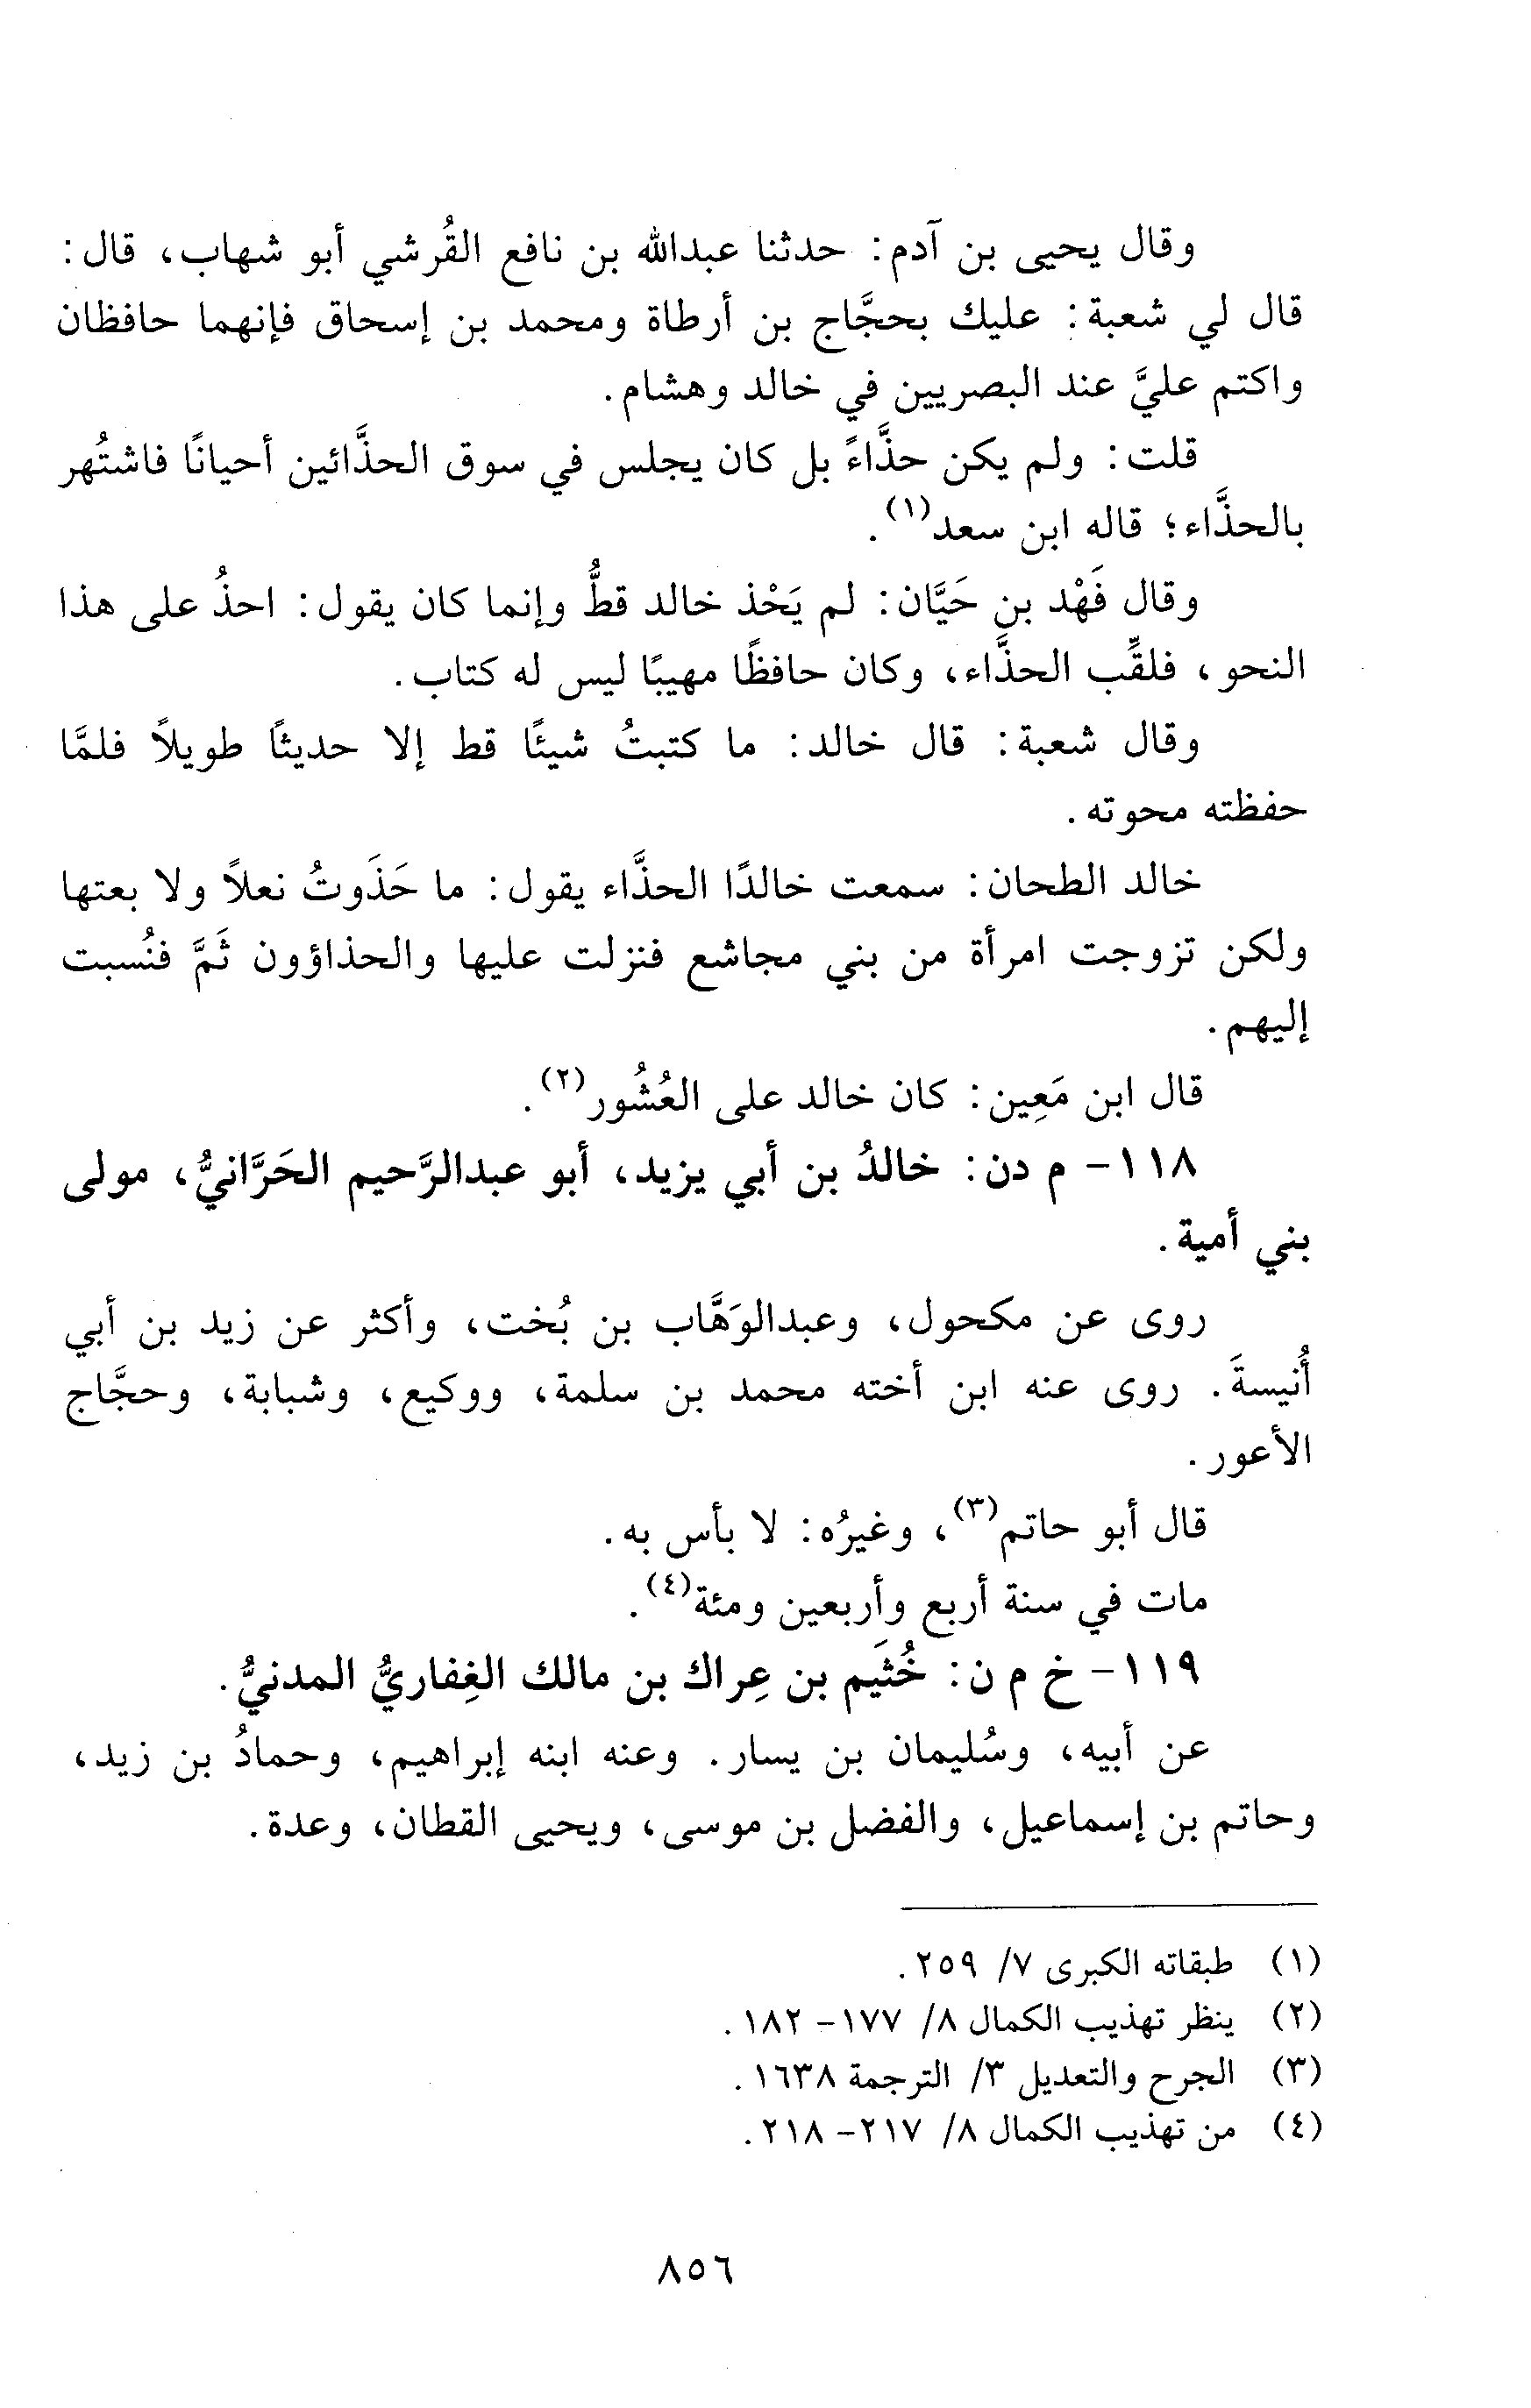 وقال يحيى بن آدم: حدثنا عبدالله بن نافع القُرشي أبو شهاب، قال:
قال لي شعبة: عليك بحجَّاج بن أرطاة ومحمد بن إسحاق فإنهما حافظان
واكتم عليَّ عند البصريين في خالد وهشام.
قلت: ولم يكن حذَّاءً بل كان يجلس في سوق الحذَّائين أحيانًا فاشتُهر
بالحذَّاء؛ قاله ابن سعد(١).
وقال فَهْد بن حَيَّان: لم يَحْذ خالد قطُّ وإنما كان يقول: احذُ على هذا
النحو، فلقِّب الحذَّاء، وكان حافظًا مهيبًا ليس له كتاب.
وقال شعبة: قال خالد: ما كتبتُ شيئًا قط إلا حديثًا طويلاً فلمَّا
حفظته محوته.
خالد الطحان: سمعت خالدًا الحذَّاء يقول: ما حَذَوتُ نعلاً ولا بعتها
ولكن تزوجت امرأة من بني مجاشع فنزلت عليها والحذاؤون ثَمَّ فنُسبت
إليهم.
قال ابن مَعِين: كان خالد على العُشُور(٢).
١١٨- م دن: خالدُ بن أبي يزيد، أبو عبدالرَّحيم الحَرَّانيُّ، مولى
بني أمية.
روى عن مكحول، وعبدالوَهَّاب بن بُخت، وأكثر عن زيد بن أبي
أُنيسةَ. روى عنه ابن أخته محمد بن سلمة، ووكيع، وشبابة، وحجَّاج
الأعور.
قال أبو حاتم(٣)، وغيرُه: لا بأس به.
مات في سنة أربع وأربعين ومئة(٤).
١١٩- خ م ن: خُثَيم بن عِراك بن مالك الغِفاريُّ المدنيُّ.
عن أبيه، وسُليمان بن يسار. وعنه ابنه إبراهيم، وحمادُ بن زيد،
وحاتم بن إسماعيل، والفضل بن موسى، ويحيى القطان، وعدة.
(١) طبقاته الكبرى ٧/ ٢٥٩.
(٢) ينظر تهذيب الكمال ٨/ ١٧٧- ١٨٢.
(٣) الجرح والتعديل ٣/ الترجمة ١٦٣٨.
(٤) من تهذيب الكمال ٨/ ٢١٧- ٢١٨.
٨٥٦